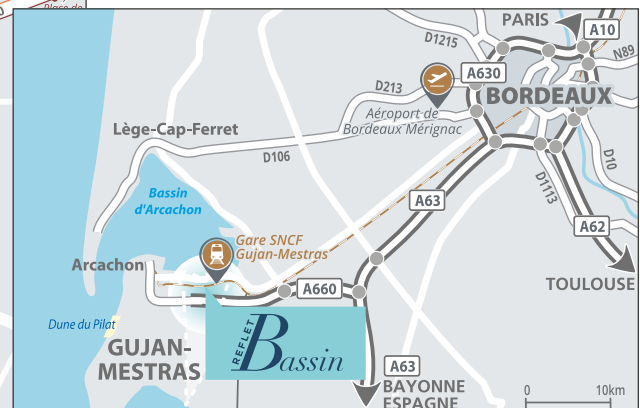 Place de
PARIS
A10
D1215
N89
A630
D213
BORDEAUX
Aéroport de
Bordeaux Mérignac
Lège-Cap-Ferret
D106
D10
Bassin
d'Arcachon
D1113
A63
A62
Gare SNCF
Gujan-Mestras
Arcachon
TOULOUSE
A660
Dune du Pilat
REFLET
Bassin
GUJAN-
MESTRAS
A63
BAYONNE
ESPAGNE
0 10km